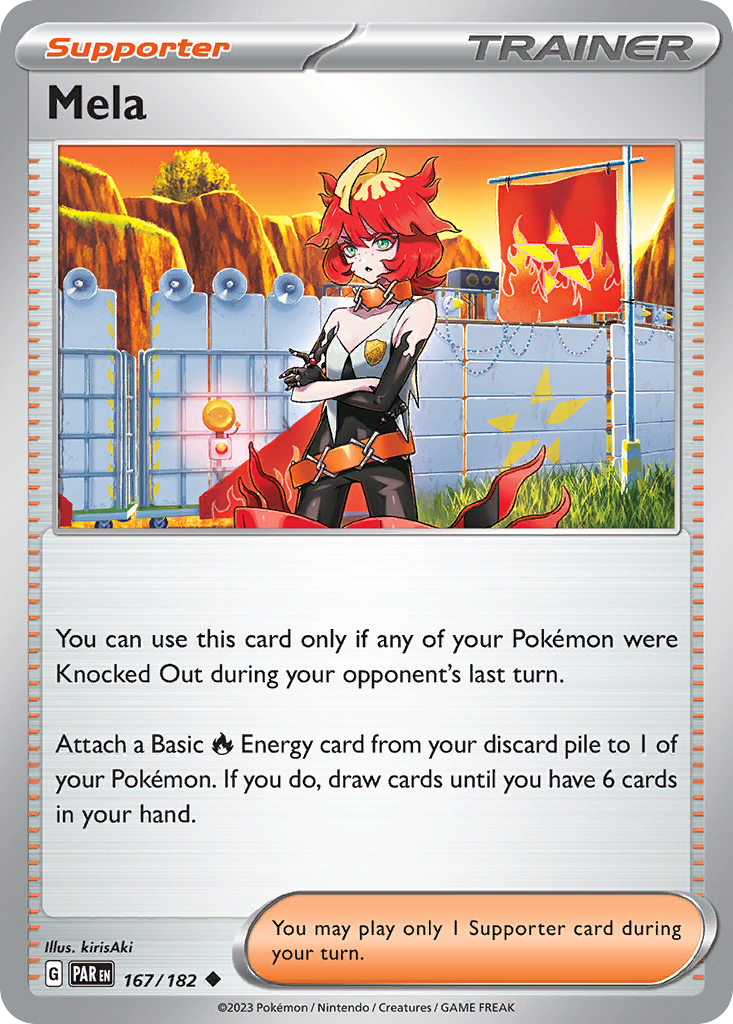 Supporter TRAINER
Mela
You can use this card only if any of your Pokémon were
Knocked Out during your opponent's last turn.
Attach a Basic Energy card from your discard pile to 1 of
your Pokémon. If you do, draw cards until you have 6 cards
in your hand.
You may play only 1 Supporter card during
your turn.
Illus. kirisAki
G PAR EN 167/182
©2023 Pokémon / Nintendo / Creatures / GAME FREAK